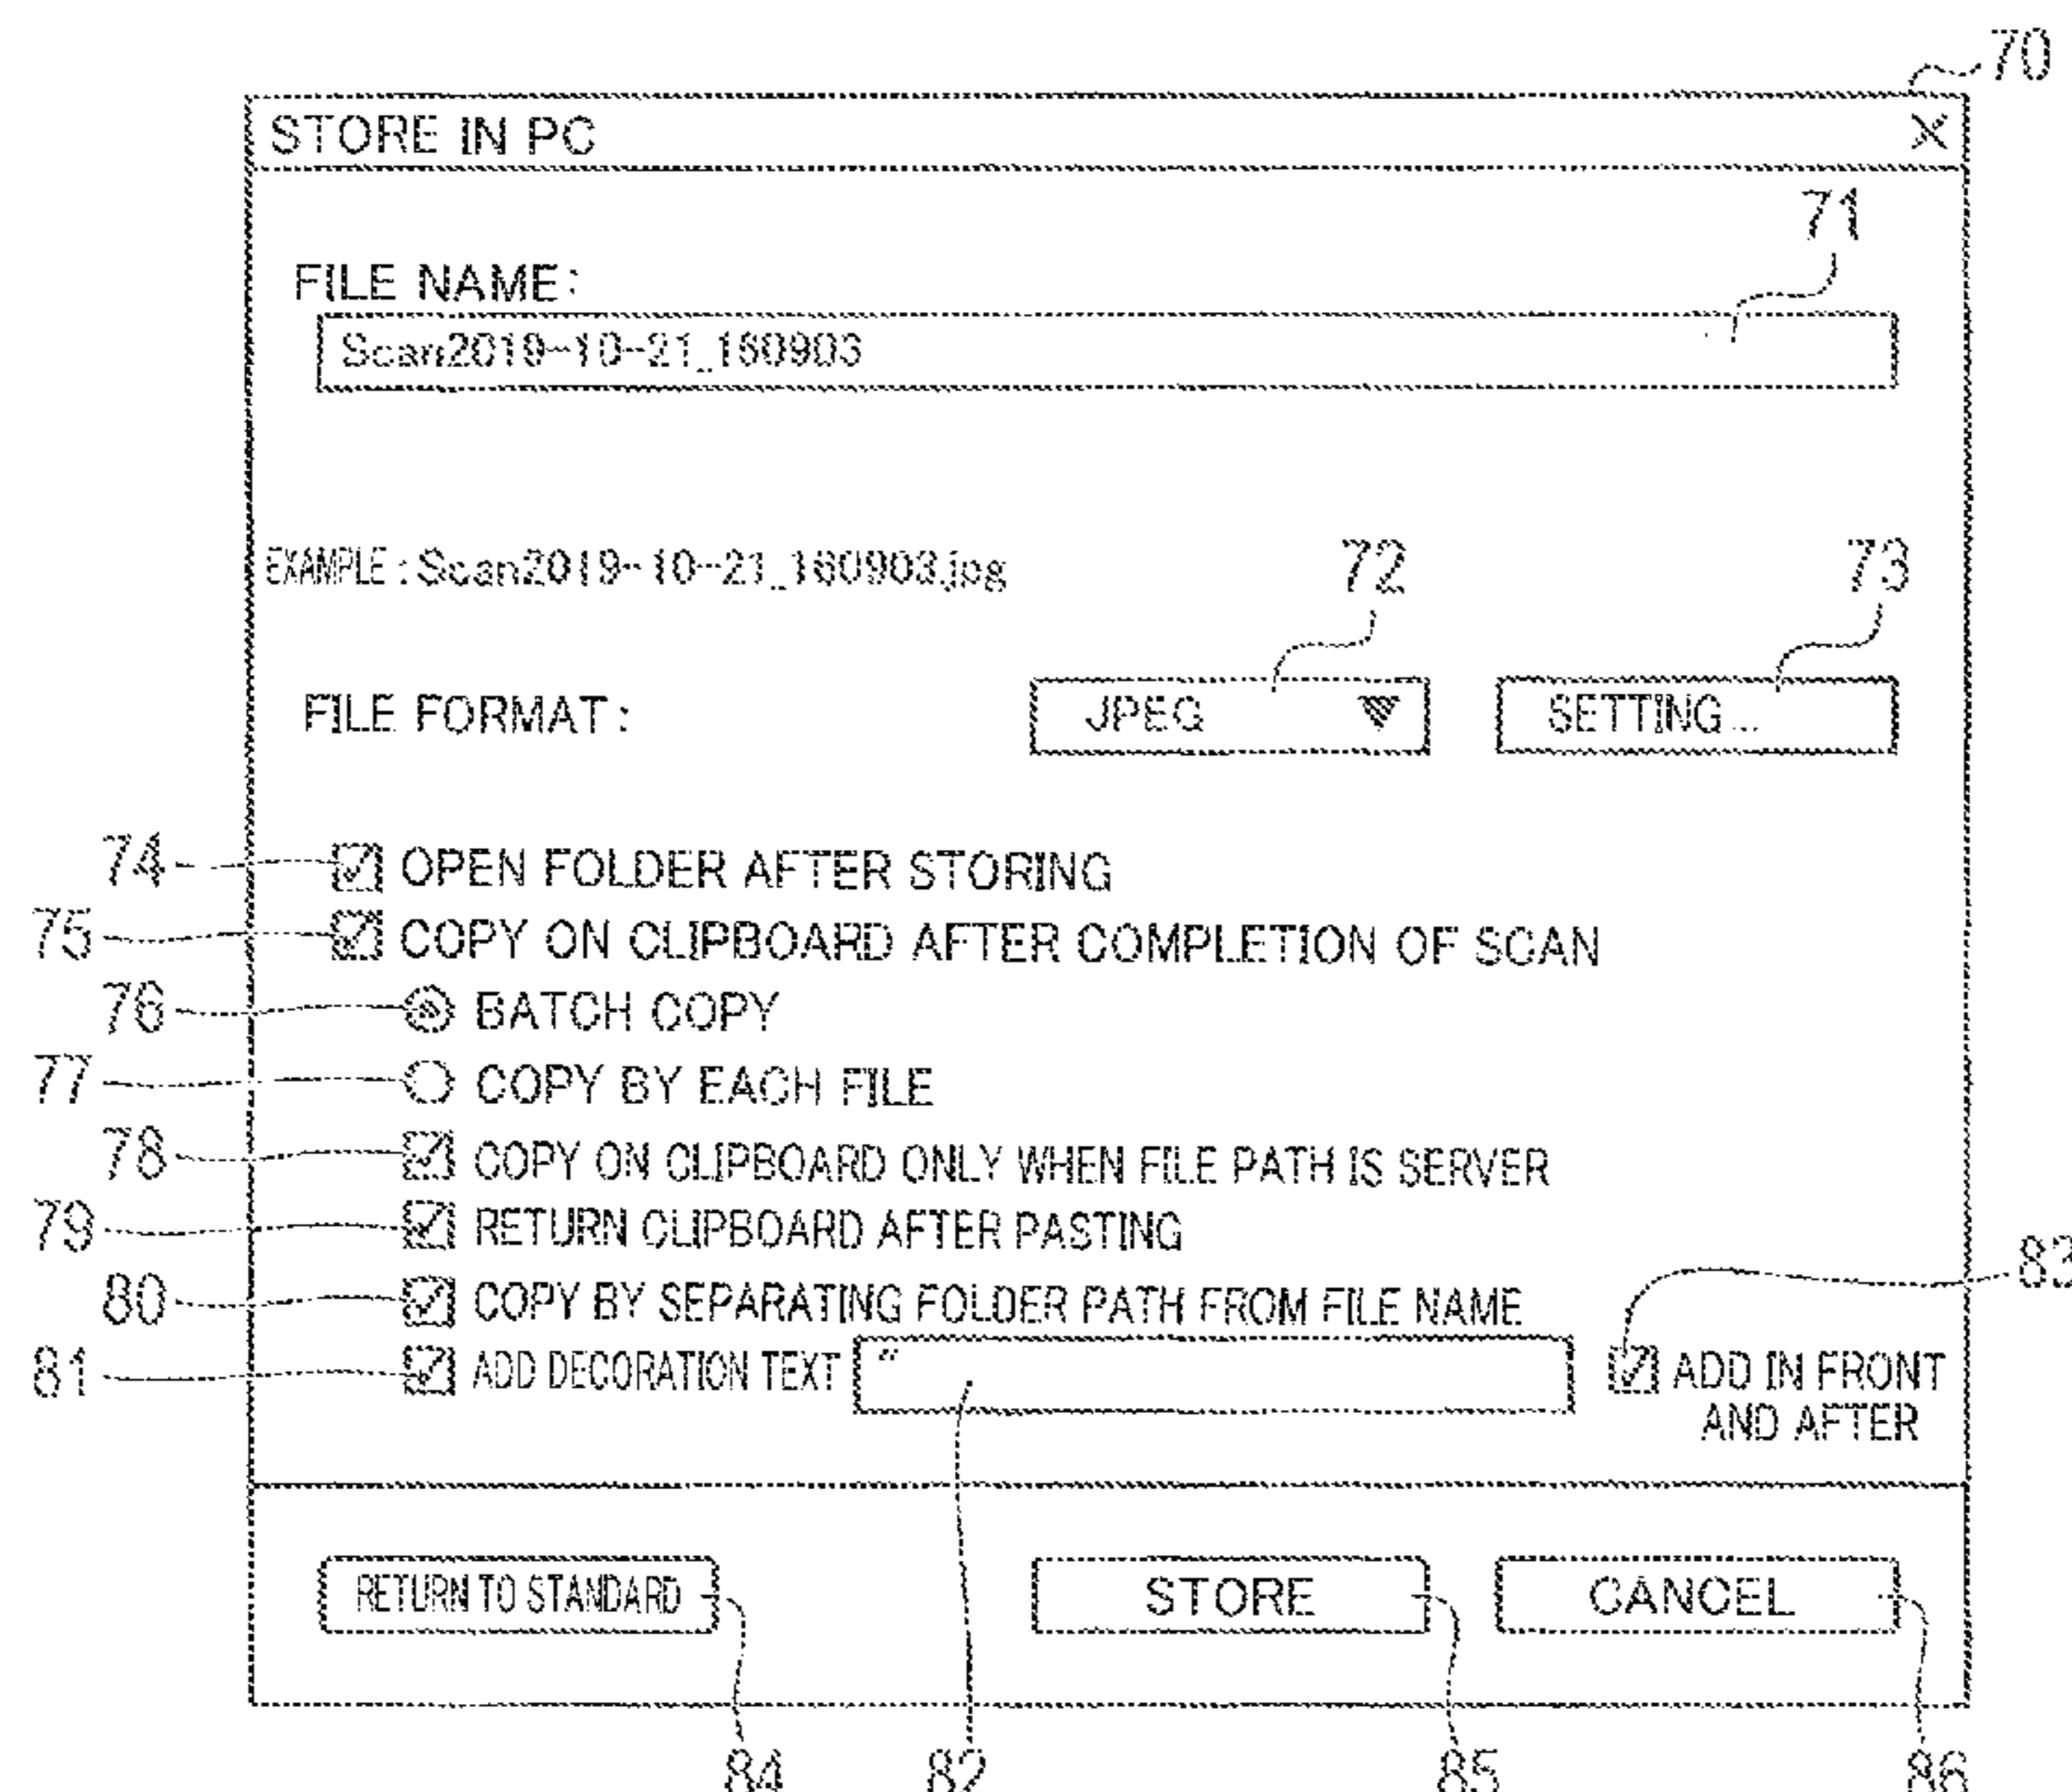 70
STORE IN PC ×
71
FILE NAME:
Scan2019-10-21_160903
EXAMPLE : Scan2019-10-21_160903.jpg
72 73
FILE FORMAT: JPEG ▼ SETTING...
74 ☑ OPEN FOLDER AFTER STORING
75 ☑ COPY ON CLIPBOARD AFTER COMPLETION OF SCAN
76 ◉ BATCH COPY
77 ○ COPY BY EACH FILE
78 ☑ COPY ON CLIPBOARD ONLY WHEN FILE PATH IS SERVER
79 ☑ RETURN CLIPBOARD AFTER PASTING
83
80 ☑ COPY BY SEPARATING FOLDER PATH FROM FILE NAME
81 ☑ ADD DECORATION TEXT " ☑ ADD IN FRONT
AND AFTER
RETURN TO STANDARD STORE CANCEL
84 82 85 86